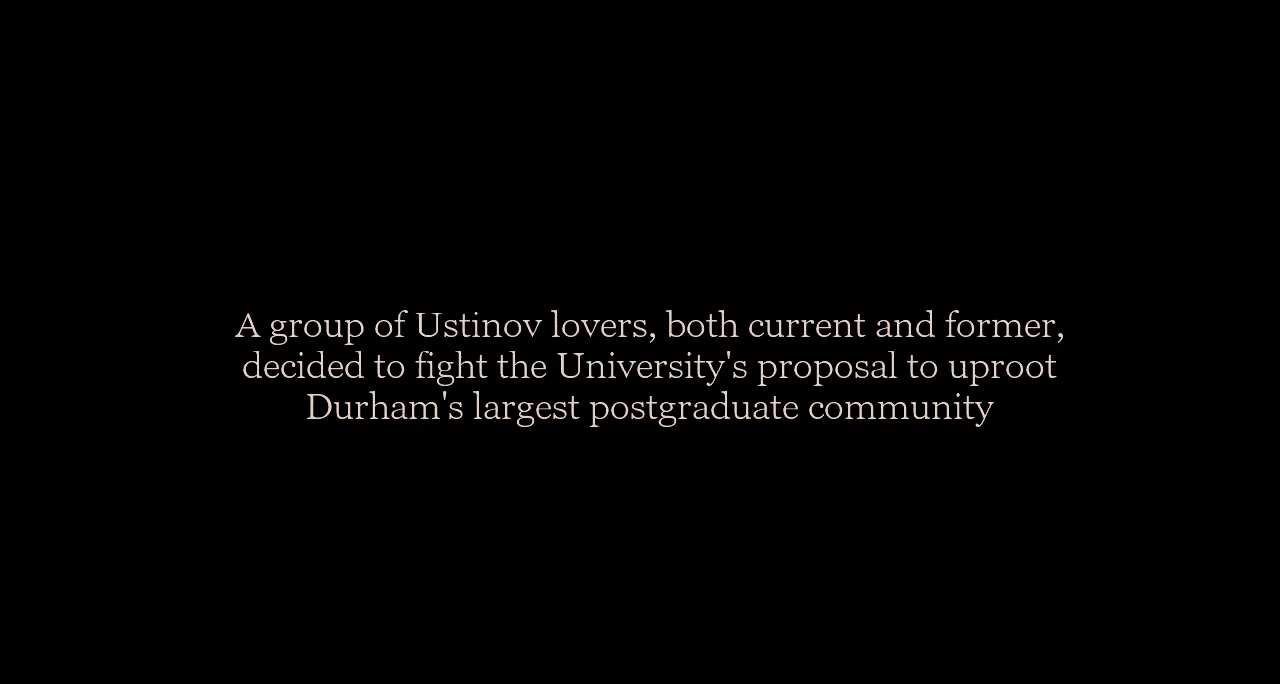 A group of Ustinov lovers, both current and former,
decided to fight the University's proposal to uproot
Durham's largest postgraduate community